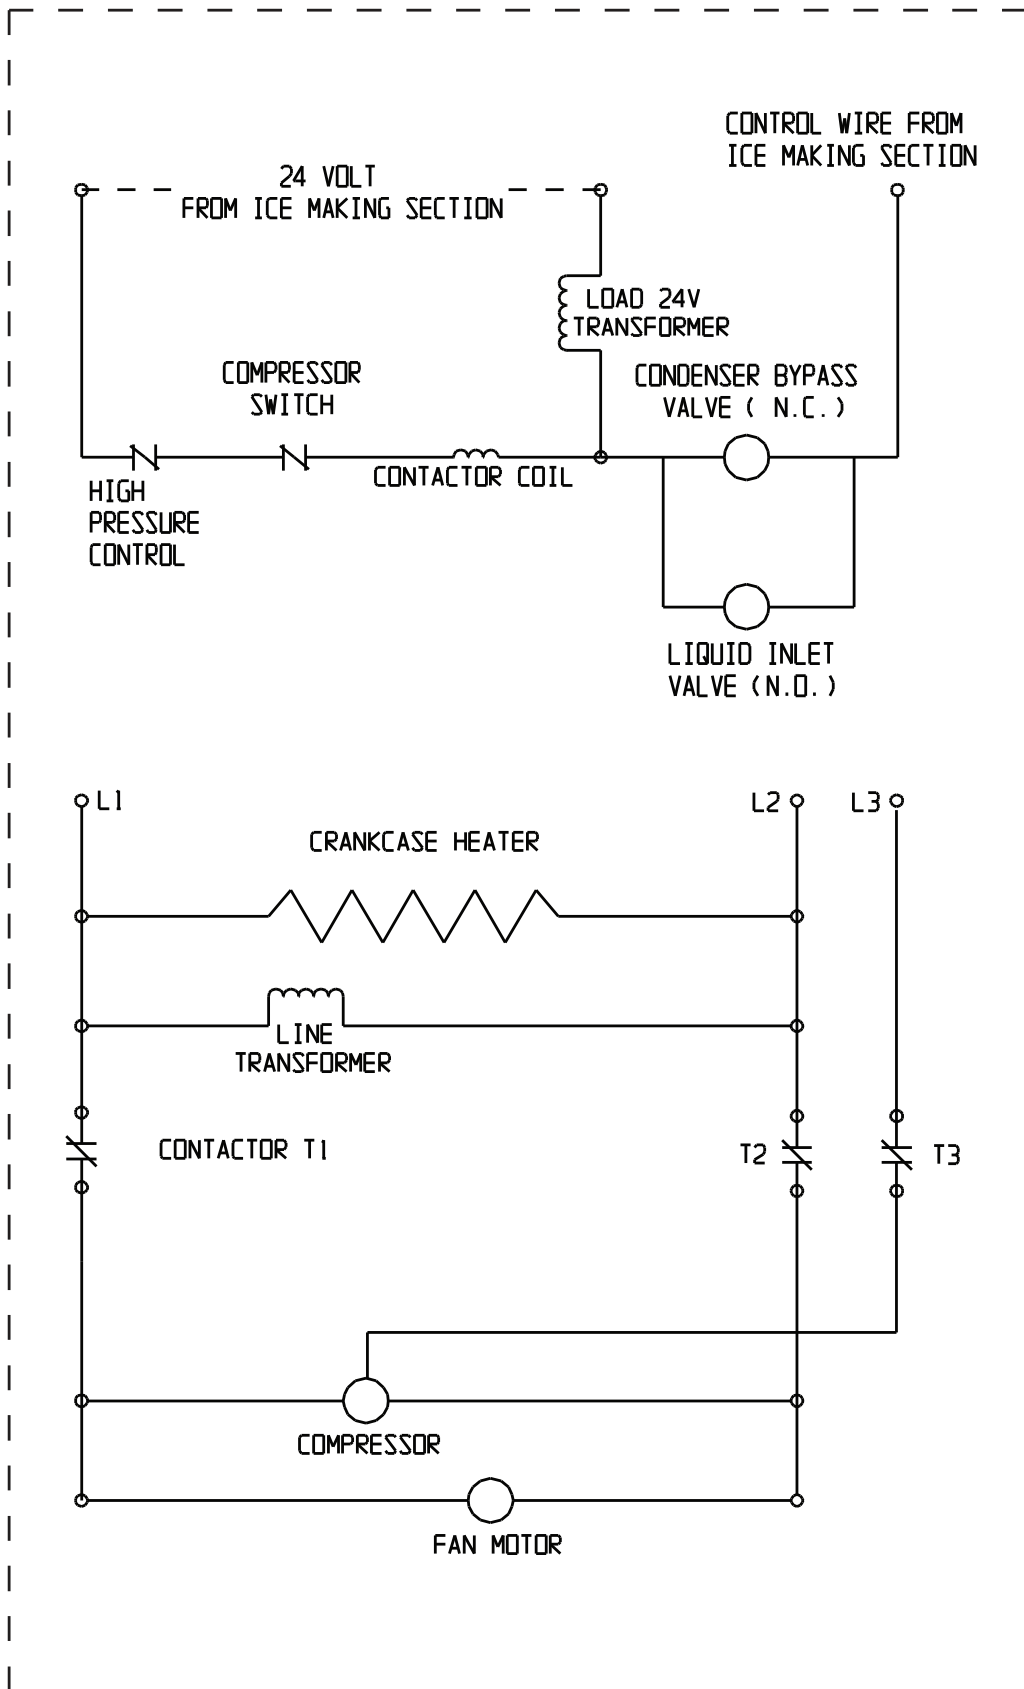 CONTROL WIRE FROM
ICE MAKING SECTION
24 VOLT
FROM ICE MAKING SECTION
LOAD 24V
TRANSFORMER
COMPRESSOR
SWITCH
CONDENSER BYPASS
VALVE ( N.C. )
CONTACTOR COIL
HIGH
PRESSURE
CONTROL
LIQUID INLET
VALVE (N.O.)
L1
L2
L3
CRANKCASE HEATER
LINE
TRANSFORMER
CONTACTOR T1
T2
T3
COMPRESSOR
FAN MOTOR